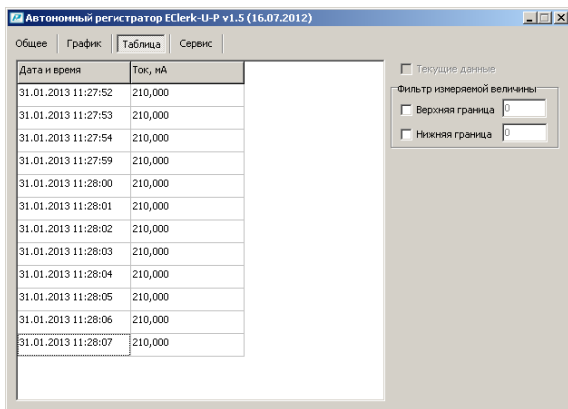 Автономный регистратор EClerk-U-P v1.5 (16.07.2012)
Общее График Таблица Сервис
Дата и время Ток, мА
31.01.2013 11:27:52 210,000
31.01.2013 11:27:53 210,000
31.01.2013 11:27:54 210,000
31.01.2013 11:27:59 210,000
31.01.2013 11:28:00 210,000
31.01.2013 11:28:01 210,000
31.01.2013 11:28:02 210,000
31.01.2013 11:28:03 210,000
31.01.2013 11:28:04 210,000
31.01.2013 11:28:05 210,000
31.01.2013 11:28:06 210,000
31.01.2013 11:28:07 210,000
Текущие данные
Фильтр измеряемой величины
Верхняя граница 0
Нижняя граница 0